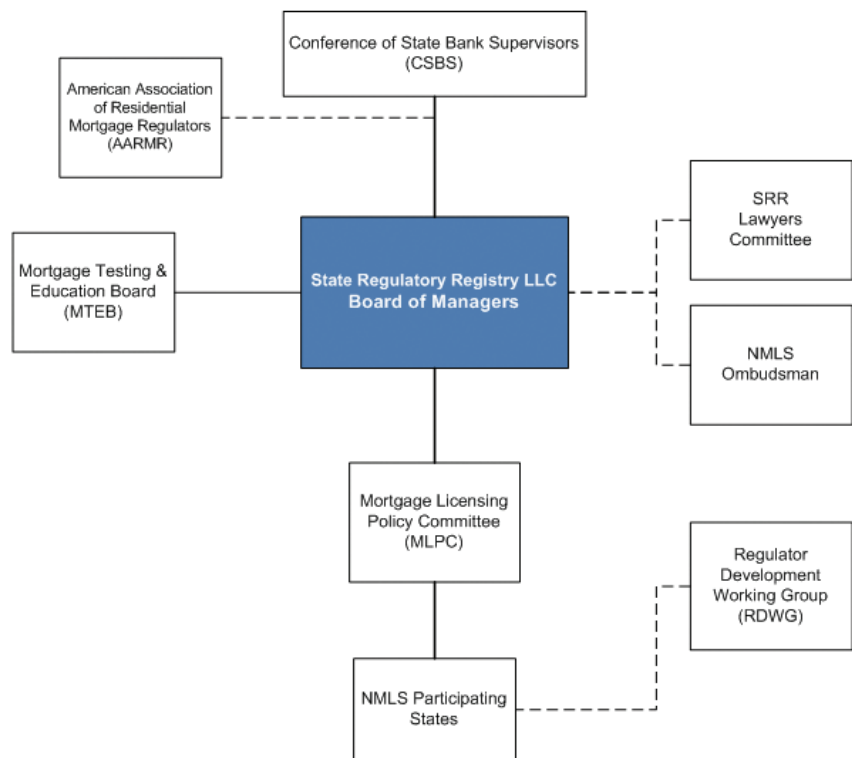 Conference of State Bank Supervisors
(CSBS)
American Association
of Residential
Mortgage Regulators
(AARMR)
SRR
Lawyers
Committee
Mortgage Testing &
Education Board
(MTEB)
State Regulatory Registry LLC
Board of Managers
NMLS
Ombudsman
Mortgage Licensing
Policy Committee
(MLPC)
Regulator
Development
Working Group
(RDWG)
NMLS Participating
States